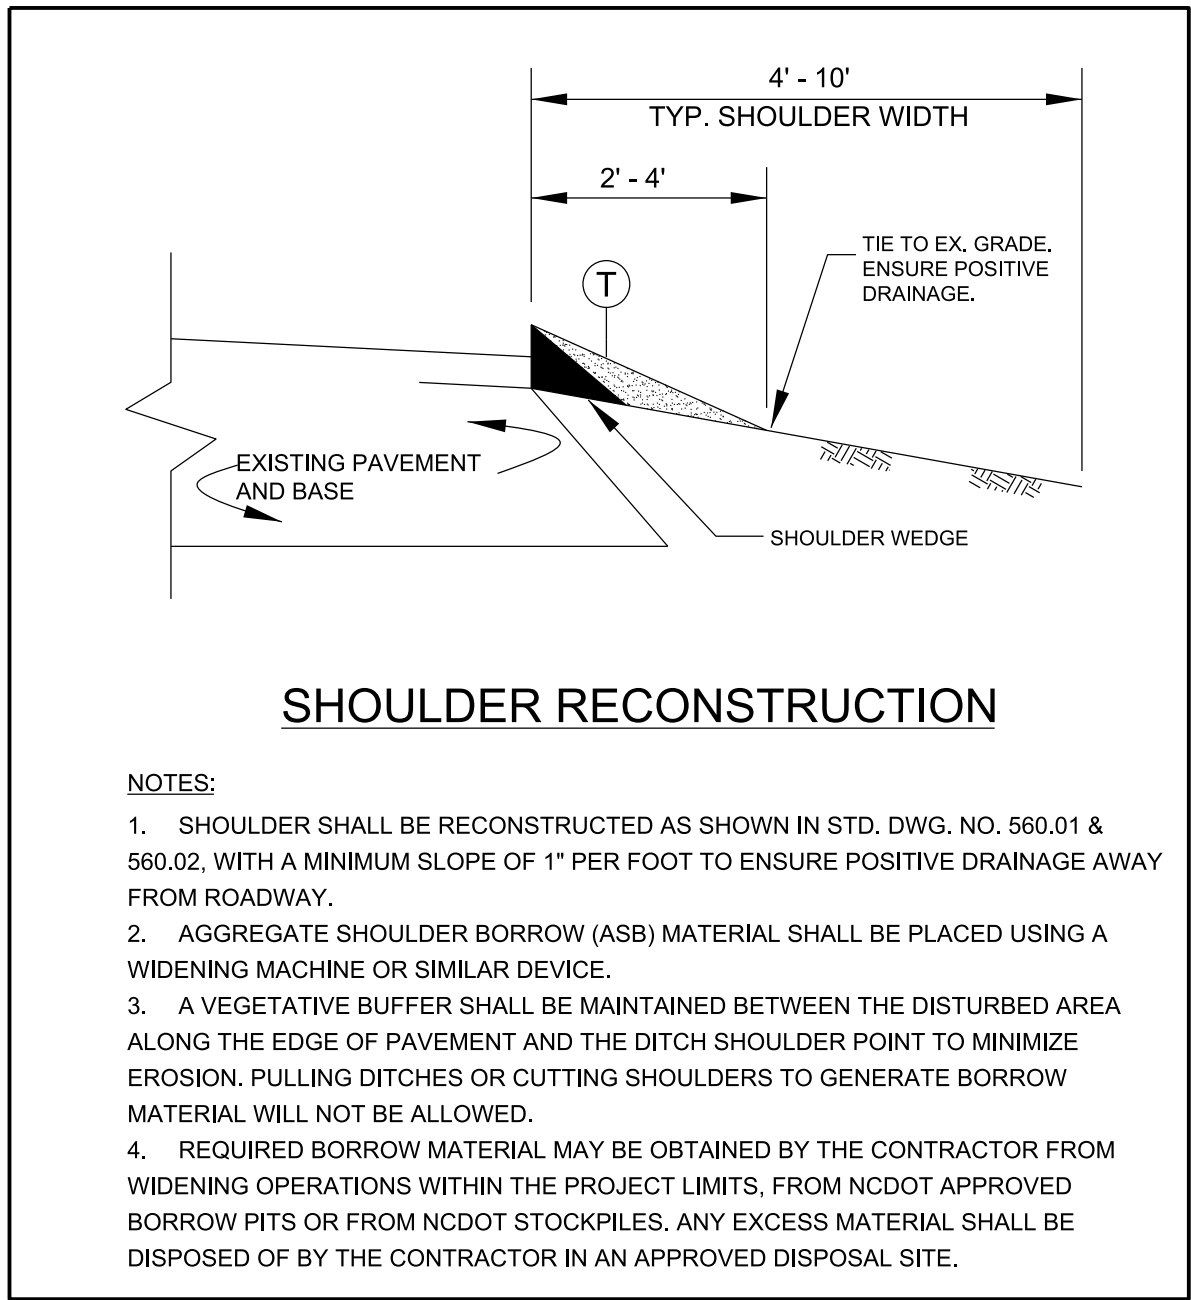 4' - 10'
TYP. SHOULDER WIDTH
2' - 4'
TIE TO EX. GRADE.
ENSURE POSITIVE
DRAINAGE.
T
EXISTING PAVEMENT
AND BASE
SHOULDER WEDGE
SHOULDER RECONSTRUCTION
NOTES:
1. SHOULDER SHALL BE RECONSTRUCTED AS SHOWN IN STD. DWG. NO. 560.01 &
560.02, WITH A MINIMUM SLOPE OF 1" PER FOOT TO ENSURE POSITIVE DRAINAGE AWAY
FROM ROADWAY.
2. AGGREGATE SHOULDER BORROW (ASB) MATERIAL SHALL BE PLACED USING A
WIDENING MACHINE OR SIMILAR DEVICE.
3. A VEGETATIVE BUFFER SHALL BE MAINTAINED BETWEEN THE DISTURBED AREA
ALONG THE EDGE OF PAVEMENT AND THE DITCH SHOULDER POINT TO MINIMIZE
EROSION. PULLING DITCHES OR CUTTING SHOULDERS TO GENERATE BORROW
MATERIAL WILL NOT BE ALLOWED.
4. REQUIRED BORROW MATERIAL MAY BE OBTAINED BY THE CONTRACTOR FROM
WIDENING OPERATIONS WITHIN THE PROJECT LIMITS, FROM NCDOT APPROVED
BORROW PITS OR FROM NCDOT STOCKPILES. ANY EXCESS MATERIAL SHALL BE
DISPOSED OF BY THE CONTRACTOR IN AN APPROVED DISPOSAL SITE.